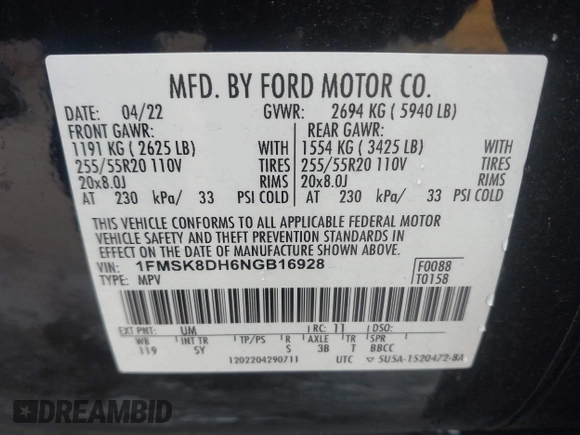 MFD. BY FORD MOTOR CO.
DATE: 04/22 GVWR: 2694 KG ( 5940 LB)
FRONT GAWR: REAR GAWR:
1191 KG ( 2625 LB) WITH 1554 KG ( 3425 LB) WITH
255/55R20 110V TIRES 255/55R20 110V TIRES
20x8.0J RIMS 20x8.0J RIMS
AT 230 kPa/ 33 PSI COLD AT 230 kPa/ 33 PSI COLD
THIS VEHICLE CONFORMS TO ALL APPLICABLE FEDERAL MOTOR
VEHICLE SAFETY AND THEFT PREVENTION STANDARDS IN
EFFECT ON THE DATE OF MANUFACTURE SHOWN ABOVE.
VIN: 1FMSK8DH6NGB16928 F0088
TYPE: MPV T0158
EXT PNT: UM RC: 11 DSO:
WB INT TR TP/PS R AXLE TR SPR
119 5Y S 3B T BBCC
1202204290711 UTC 5USA-1520472-BA
DREAMBID